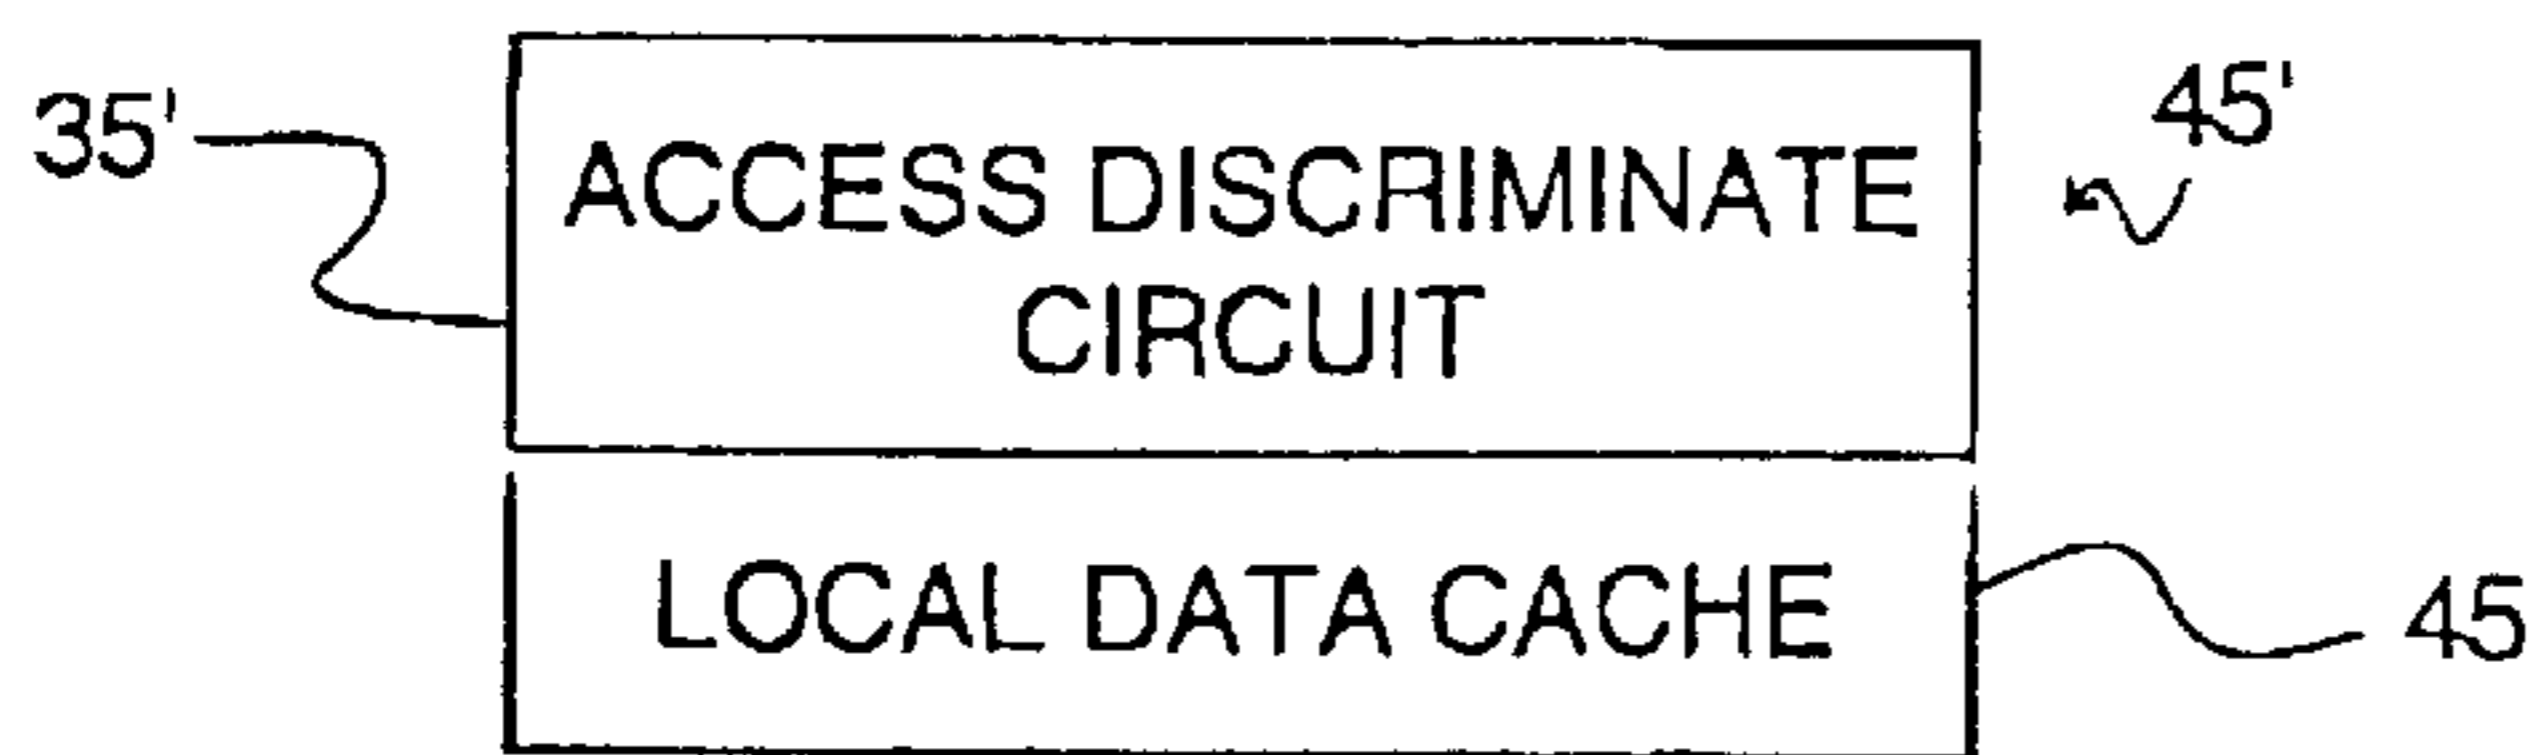 35'
45'
ACCESS DISCRIMINATE
CIRCUIT
LOCAL DATA CACHE
45